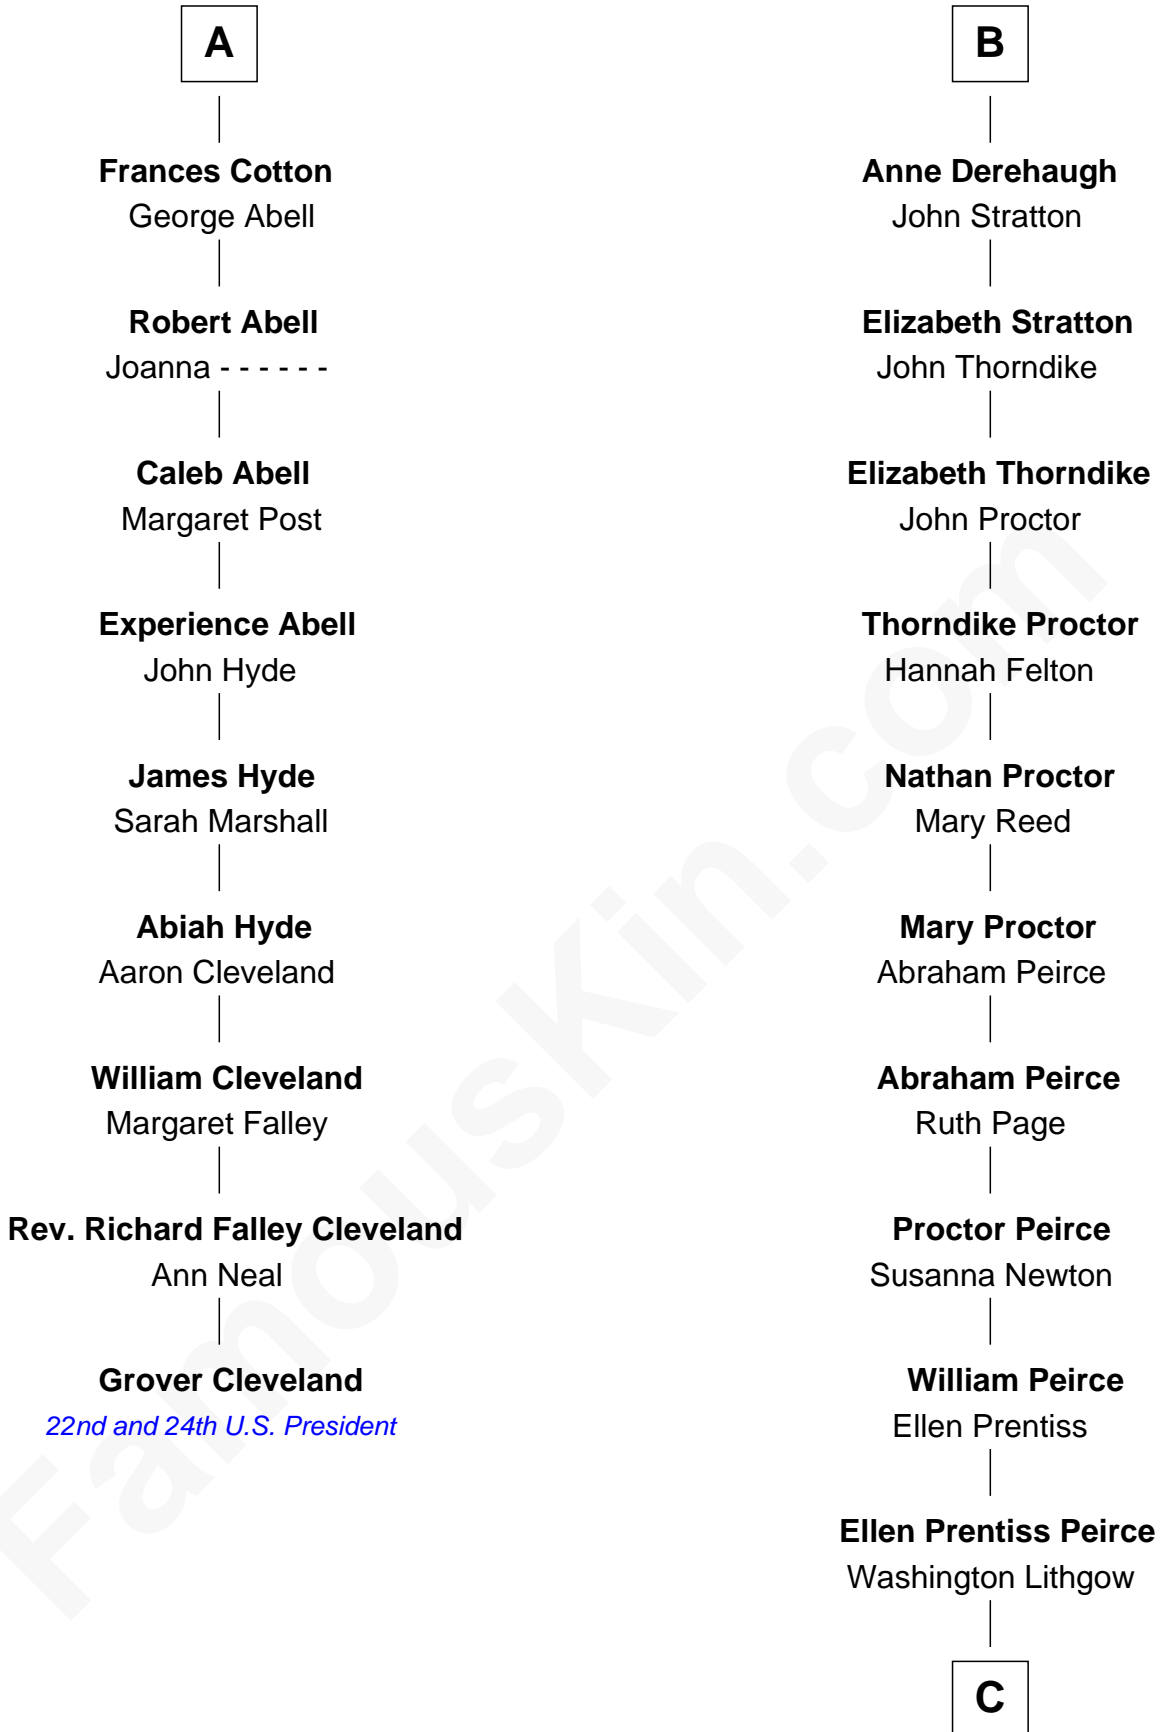 A
Frances Cotton
George Abell
Robert Abell
Joanna - - - - - -
Caleb Abell
Margaret Post
Experience Abell
John Hyde
James Hyde
Sarah Marshall
Abiah Hyde
Aaron Cleveland
William Cleveland
Margaret Falley
Rev. Richard Falley Cleveland
Ann Neal
Grover Cleveland
22nd and 24th U.S. President
B
Anne Derehaugh
John Stratton
Elizabeth Stratton
John Thorndike
Elizabeth Thorndike
John Proctor
Thorndike Proctor
Hannah Felton
Nathan Proctor
Mary Reed
Mary Proctor
Abraham Peirce
Abraham Peirce
Ruth Page
Proctor Peirce
Susanna Newton
William Peirce
Ellen Prentiss
Ellen Prentiss Peirce
Washington Lithgow
C
FamousKin.com